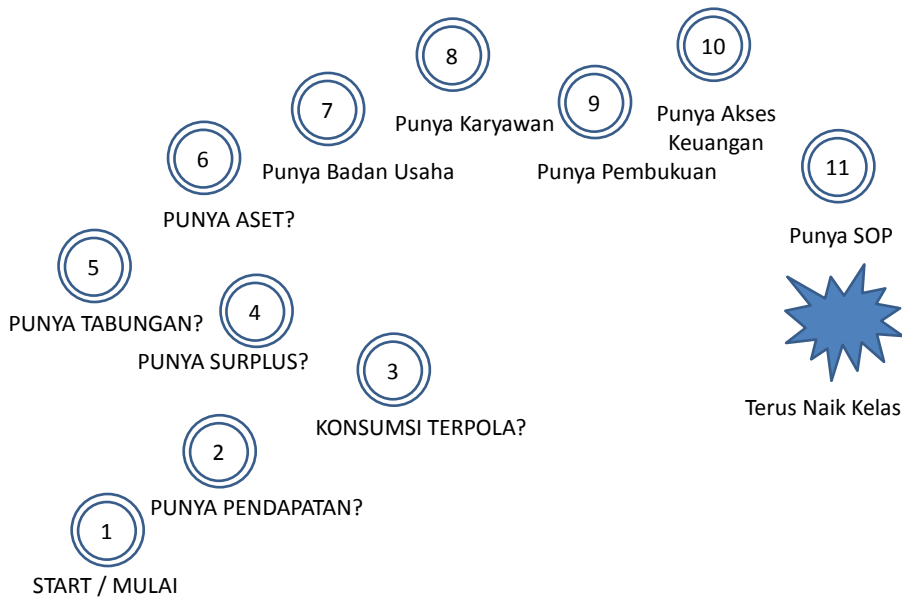 1
START / MULAI
2
PUNYA PENDAPATAN?
3
KONSUMSI TERPOLA?
4
PUNYA SURPLUS?
5
PUNYA TABUNGAN?
6
PUNYA ASET?
7
Punya Badan Usaha
8
Punya Karyawan
9
Punya Pembukuan
10
Punya Akses
Keuangan
11
Punya SOP
Terus Naik Kelas